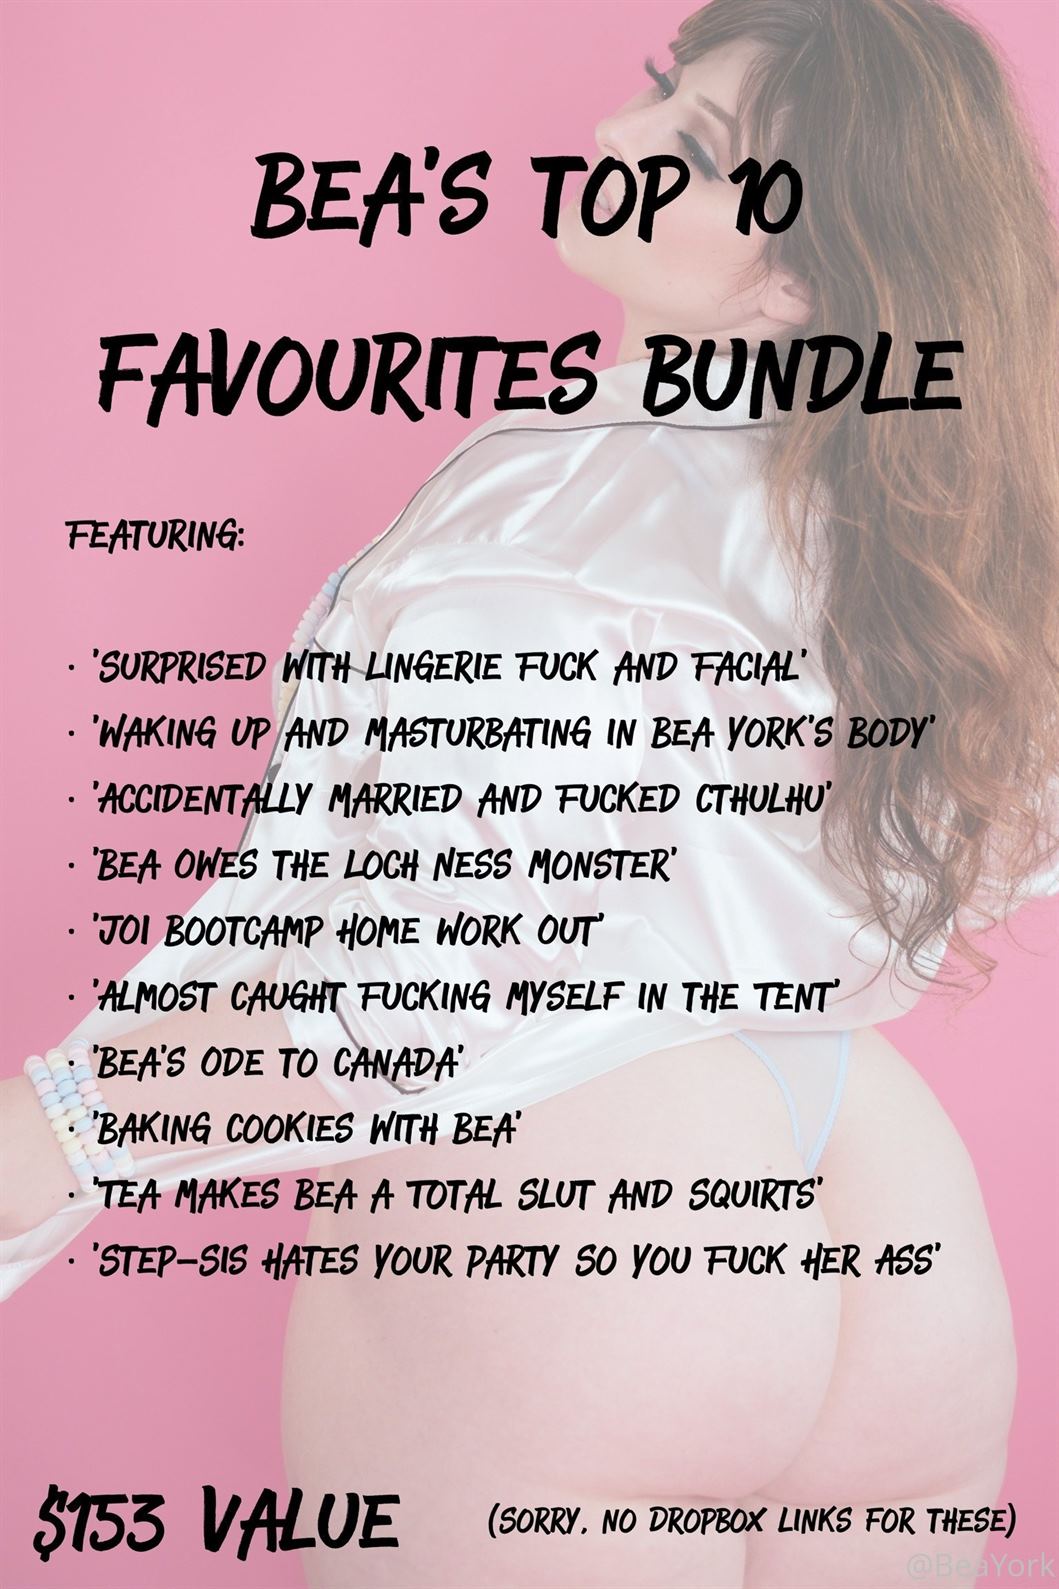 BEA'S TOP 10
FAVOURITES BUNDLE
FEATURING:
· 'SURPRISED WITH LINGERIE FUCK AND FACIAL'
· 'WAKING UP AND MASTURBATING IN BEA YORK'S BODY'
· 'ACCIDENTALLY MARRIED AND FUCKED CTHULHU'
· 'BEA OWES THE LOCH NESS MONSTER'
· 'JOI BOOTCAMP HOME WORK OUT'
· 'ALMOST CAUGHT FUCKING MYSELF IN THE TENT'
· 'BEA'S ODE TO CANADA'
· 'BAKING COOKIES WITH BEA'
· 'TEA MAKES BEA A TOTAL SLUT AND SQUIRTS'
· 'STEP-SIS HATES YOUR PARTY SO YOU FUCK HER ASS'
$153 VALUE
(SORRY, NO DROPBOX LINKS FOR THESE)
@BeaYork